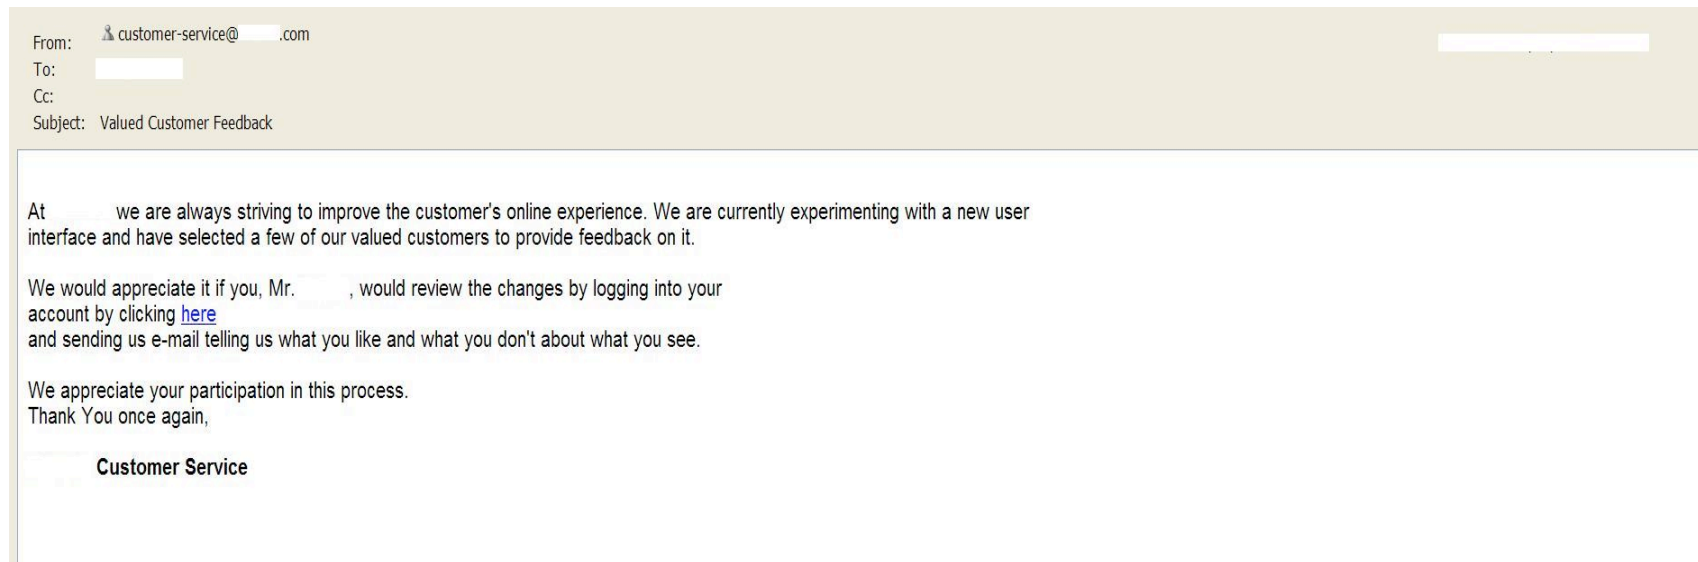 From: customer-service@ .com
To:
Cc:
Subject: Valued Customer Feedback
At we are always striving to improve the customer's online experience. We are currently experimenting with a new user
interface and have selected a few of our valued customers to provide feedback on it.
We would appreciate it if you, Mr. , would review the changes by logging into your
account by clicking here
and sending us e-mail telling us what you like and what you don't about what you see.
We appreciate your participation in this process.
Thank You once again,
Customer Service